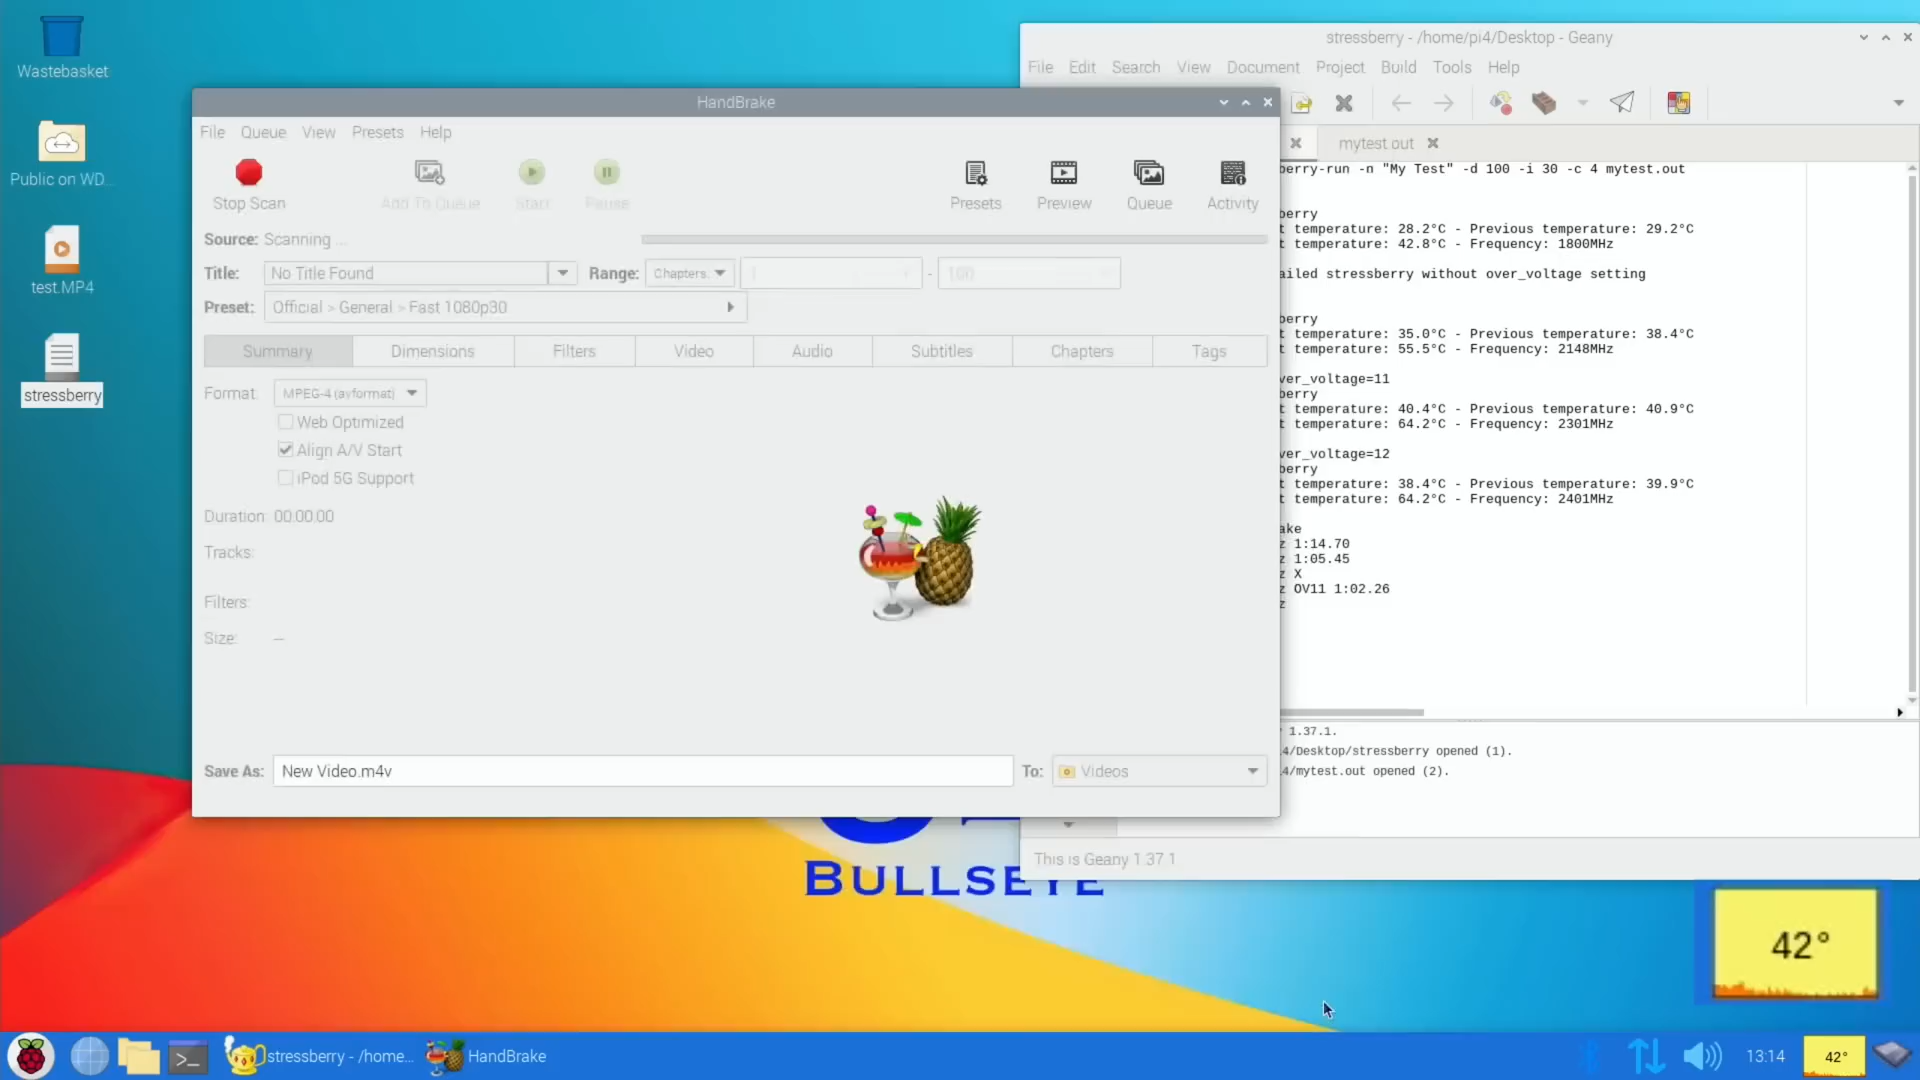 Wastebasket
Public on WD...
test.MP4
stressberry
stressberry - /home/pi4/Desktop - Geany
File Edit Search View Document Project Build Tools Help
mytest.out
berry-run -n "My Test" -d 100 -i 30 -c 4 mytest.out
berry
t temperature: 28.2°C - Previous temperature: 29.2°C
t temperature: 42.8°C - Frequency: 1800MHz
ailed stressberry without over_voltage setting
berry
t temperature: 35.0°C - Previous temperature: 38.4°C
t temperature: 55.5°C - Frequency: 2148MHz
ver_voltage=11
berry
t temperature: 40.4°C - Previous temperature: 40.9°C
t temperature: 64.2°C - Frequency: 2301MHz
ver_voltage=12
berry
t temperature: 38.4°C - Previous temperature: 39.9°C
t temperature: 64.2°C - Frequency: 2401MHz
ake
z 1:14.70
z 1:05.45
z X
z OV11 1:02.26
z
1.37.1.
4/Desktop/stressberry opened (1).
4/mytest.out opened (2).
This is Geany 1.37.1
HandBrake
File Queue View Presets Help
Stop Scan
Add To Queue
Start
Pause
Presets
Preview
Queue
Activity
Source: Scanning ...
Title: No Title Found
Range: Chapters: 1 - 100
Preset: Official > General > Fast 1080p30
Summary Dimensions Filters Video Audio Subtitles Chapters Tags
Format: MPEG-4 (avformat)
Web Optimized
Align A/V Start
iPod 5G Support
Duration: 00:00:00
Tracks:
Filters:
Size: --
Save As: New Video.m4v
To: Videos
BULLSEYE
42°
stressberry - /home...
HandBrake
13:14
42°